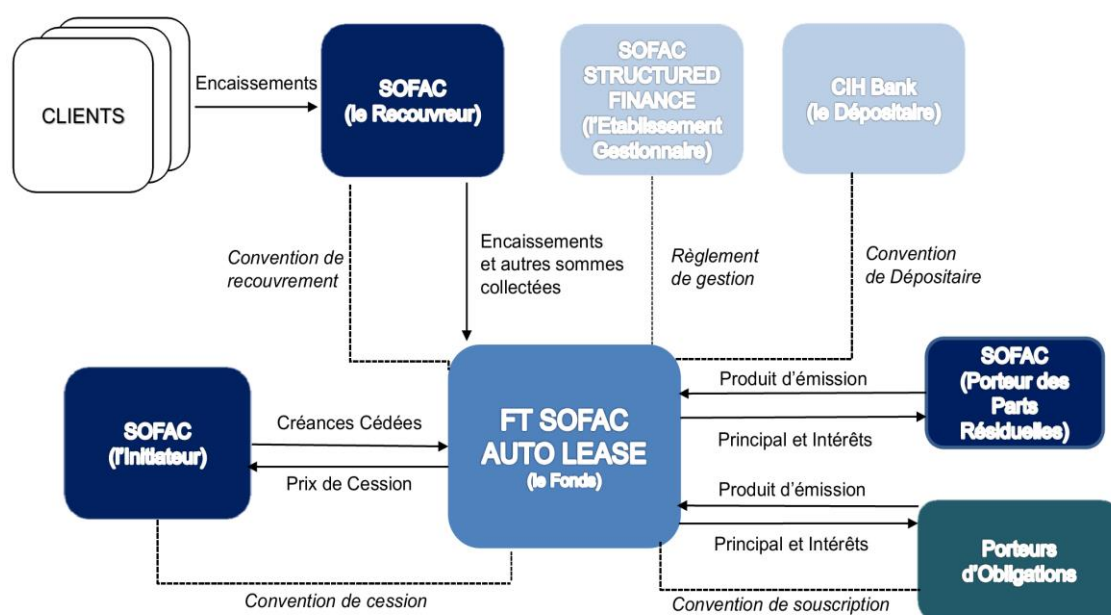 CLIENTS
Encaissements
SOFAC
(le Recouvreur)
SOFAC
STRUCTURED
FINANCE
(l'Etablissement
Gestionnaire)
CIH Bank
(le Dépositaire)
Convention de
recouvrement
Encaissements
et autres sommes
collectées
Règlement
de gestion
Convention
de Dépositaire
SOFAC
(l'Initiateur)
Créances Cédées
Prix de Cession
FT SOFAC
AUTO LEASE
(le Fonds)
Produit d'émission
Principal et Intérêts
SOFAC
(Porteur des
Parts
Résiduelles)
Produit d'émission
Principal et Intérêts
Porteurs
d'Obligations
Convention de cession
Convention de souscription